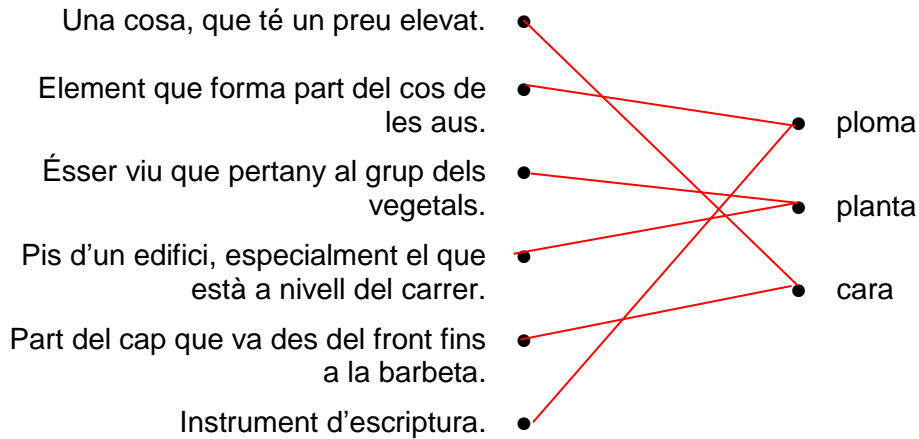 Una cosa, que té un preu elevat.
Element que forma part del cos de
les aus.
ploma
Ésser viu que pertany al grup dels
vegetals.
planta
Pis d’un edifici, especialment el que
està a nivell del carrer.
cara
Part del cap que va des del front fins
a la barbeta.
Instrument d’escriptura.